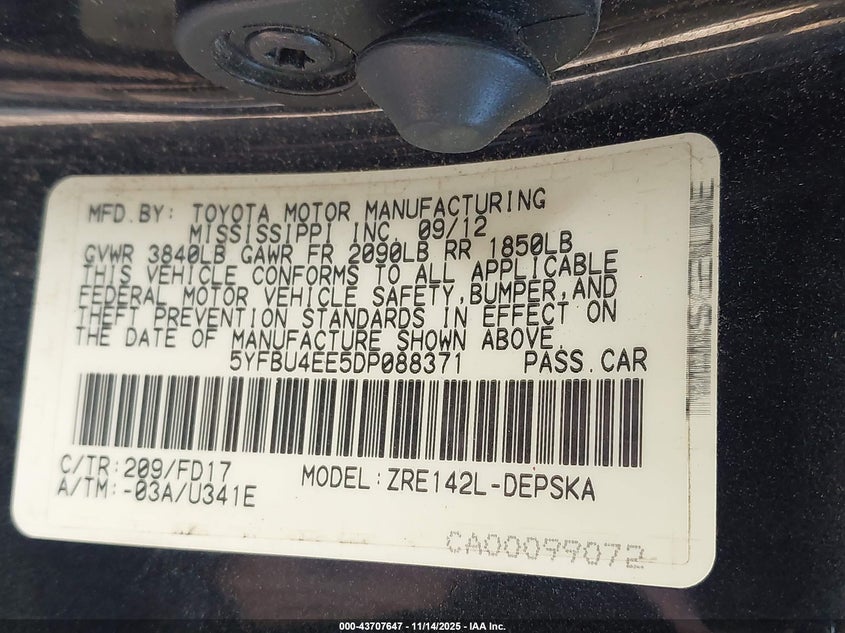 MFD.BY: TOYOTA MOTOR MANUFACTURING
MISSISSIPPI INC. 09/12
GVWR 3840LB GAWR FR 2090LB RR 1850LB
THIS VEHICLE CONFORMS TO ALL APPLICABLE
FEDERAL MOTOR VEHICLE SAFETY,BUMPER,AND
THEFT PREVENTION STANDARDS IN EFFECT ON
THE DATE OF MANUFACTURE SHOWN ABOVE.
5YFBU4EE5DP088371 PASS.CAR
C/TR:209/FD17
A/TM:-03A/U341E
MODEL:ZRE142L-DEPSKA
CA00099072
000-43707647 - 11/14/2025 - IAA Inc.